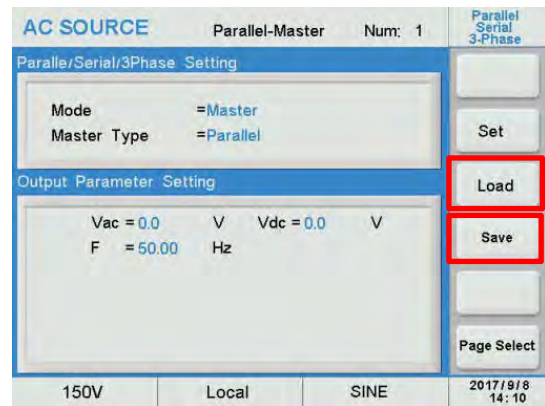 AC SOURCE Parallel-Master Num: 1
Parallel
Serial
3-Phase
Paralle/Serial/3Phase Setting
Mode =Master
Master Type =Parallel
Set
Output Parameter Setting
Load
Vac = 0.0 V Vdc = 0.0 V
F = 50.00 Hz
Save
Page Select
150V Local SINE
2017/9/8
14:10